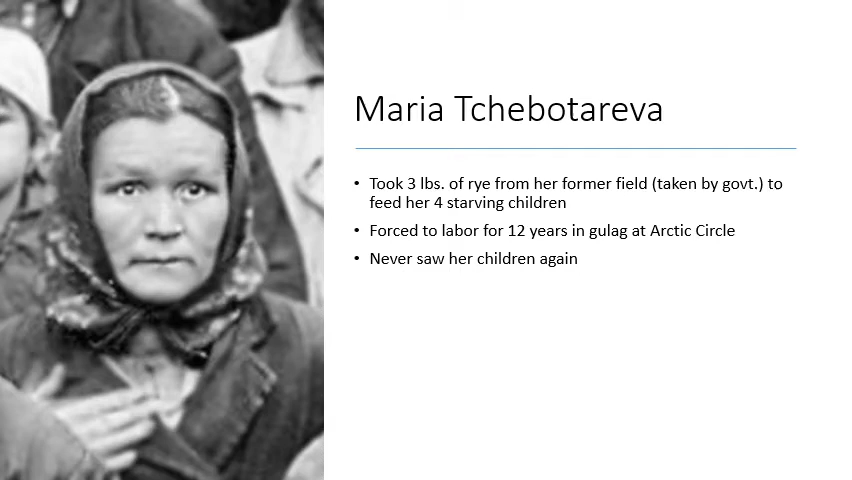 Maria Tchebotareva
• Took 3 lbs. of rye from her former field (taken by govt.) to
feed her 4 starving children
• Forced to labor for 12 years in gulag at Arctic Circle
• Never saw her children again